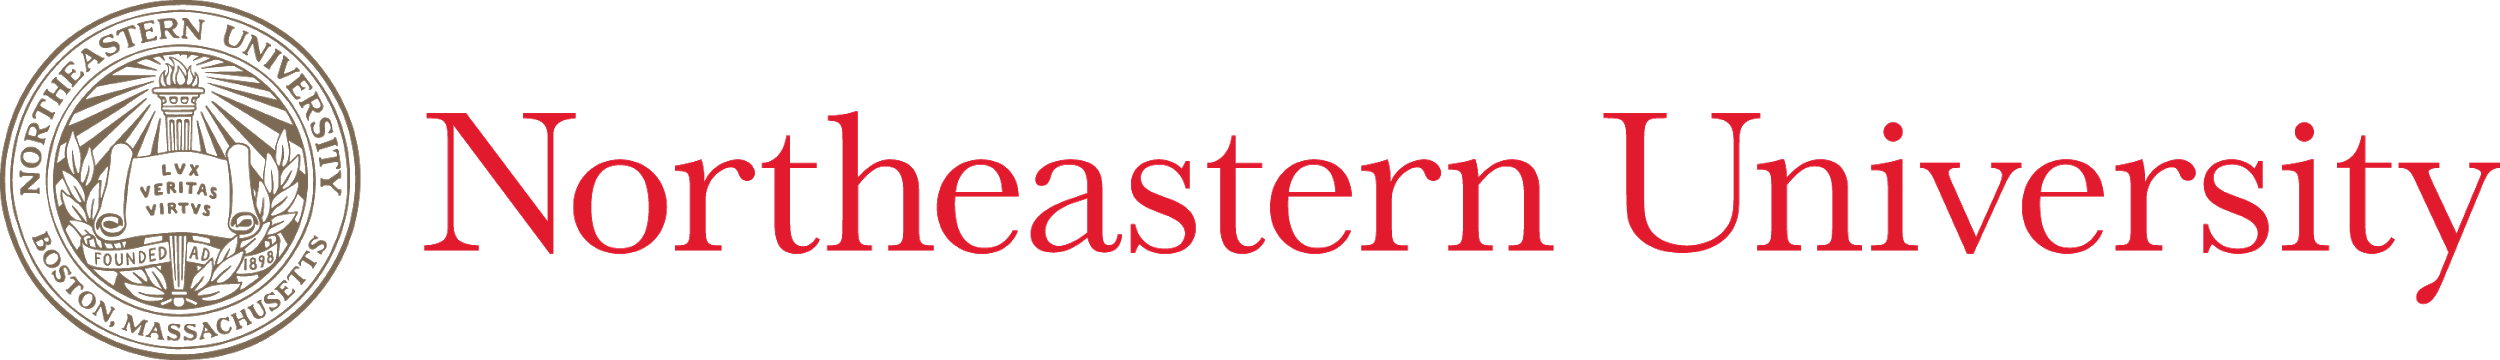 NORTHEASTERN UNIVERSITY
LVX
VERITAS
VIRTVS
FOUNDED AD 1898
BOSTON, MASSACHUSETTS
Northeastern University